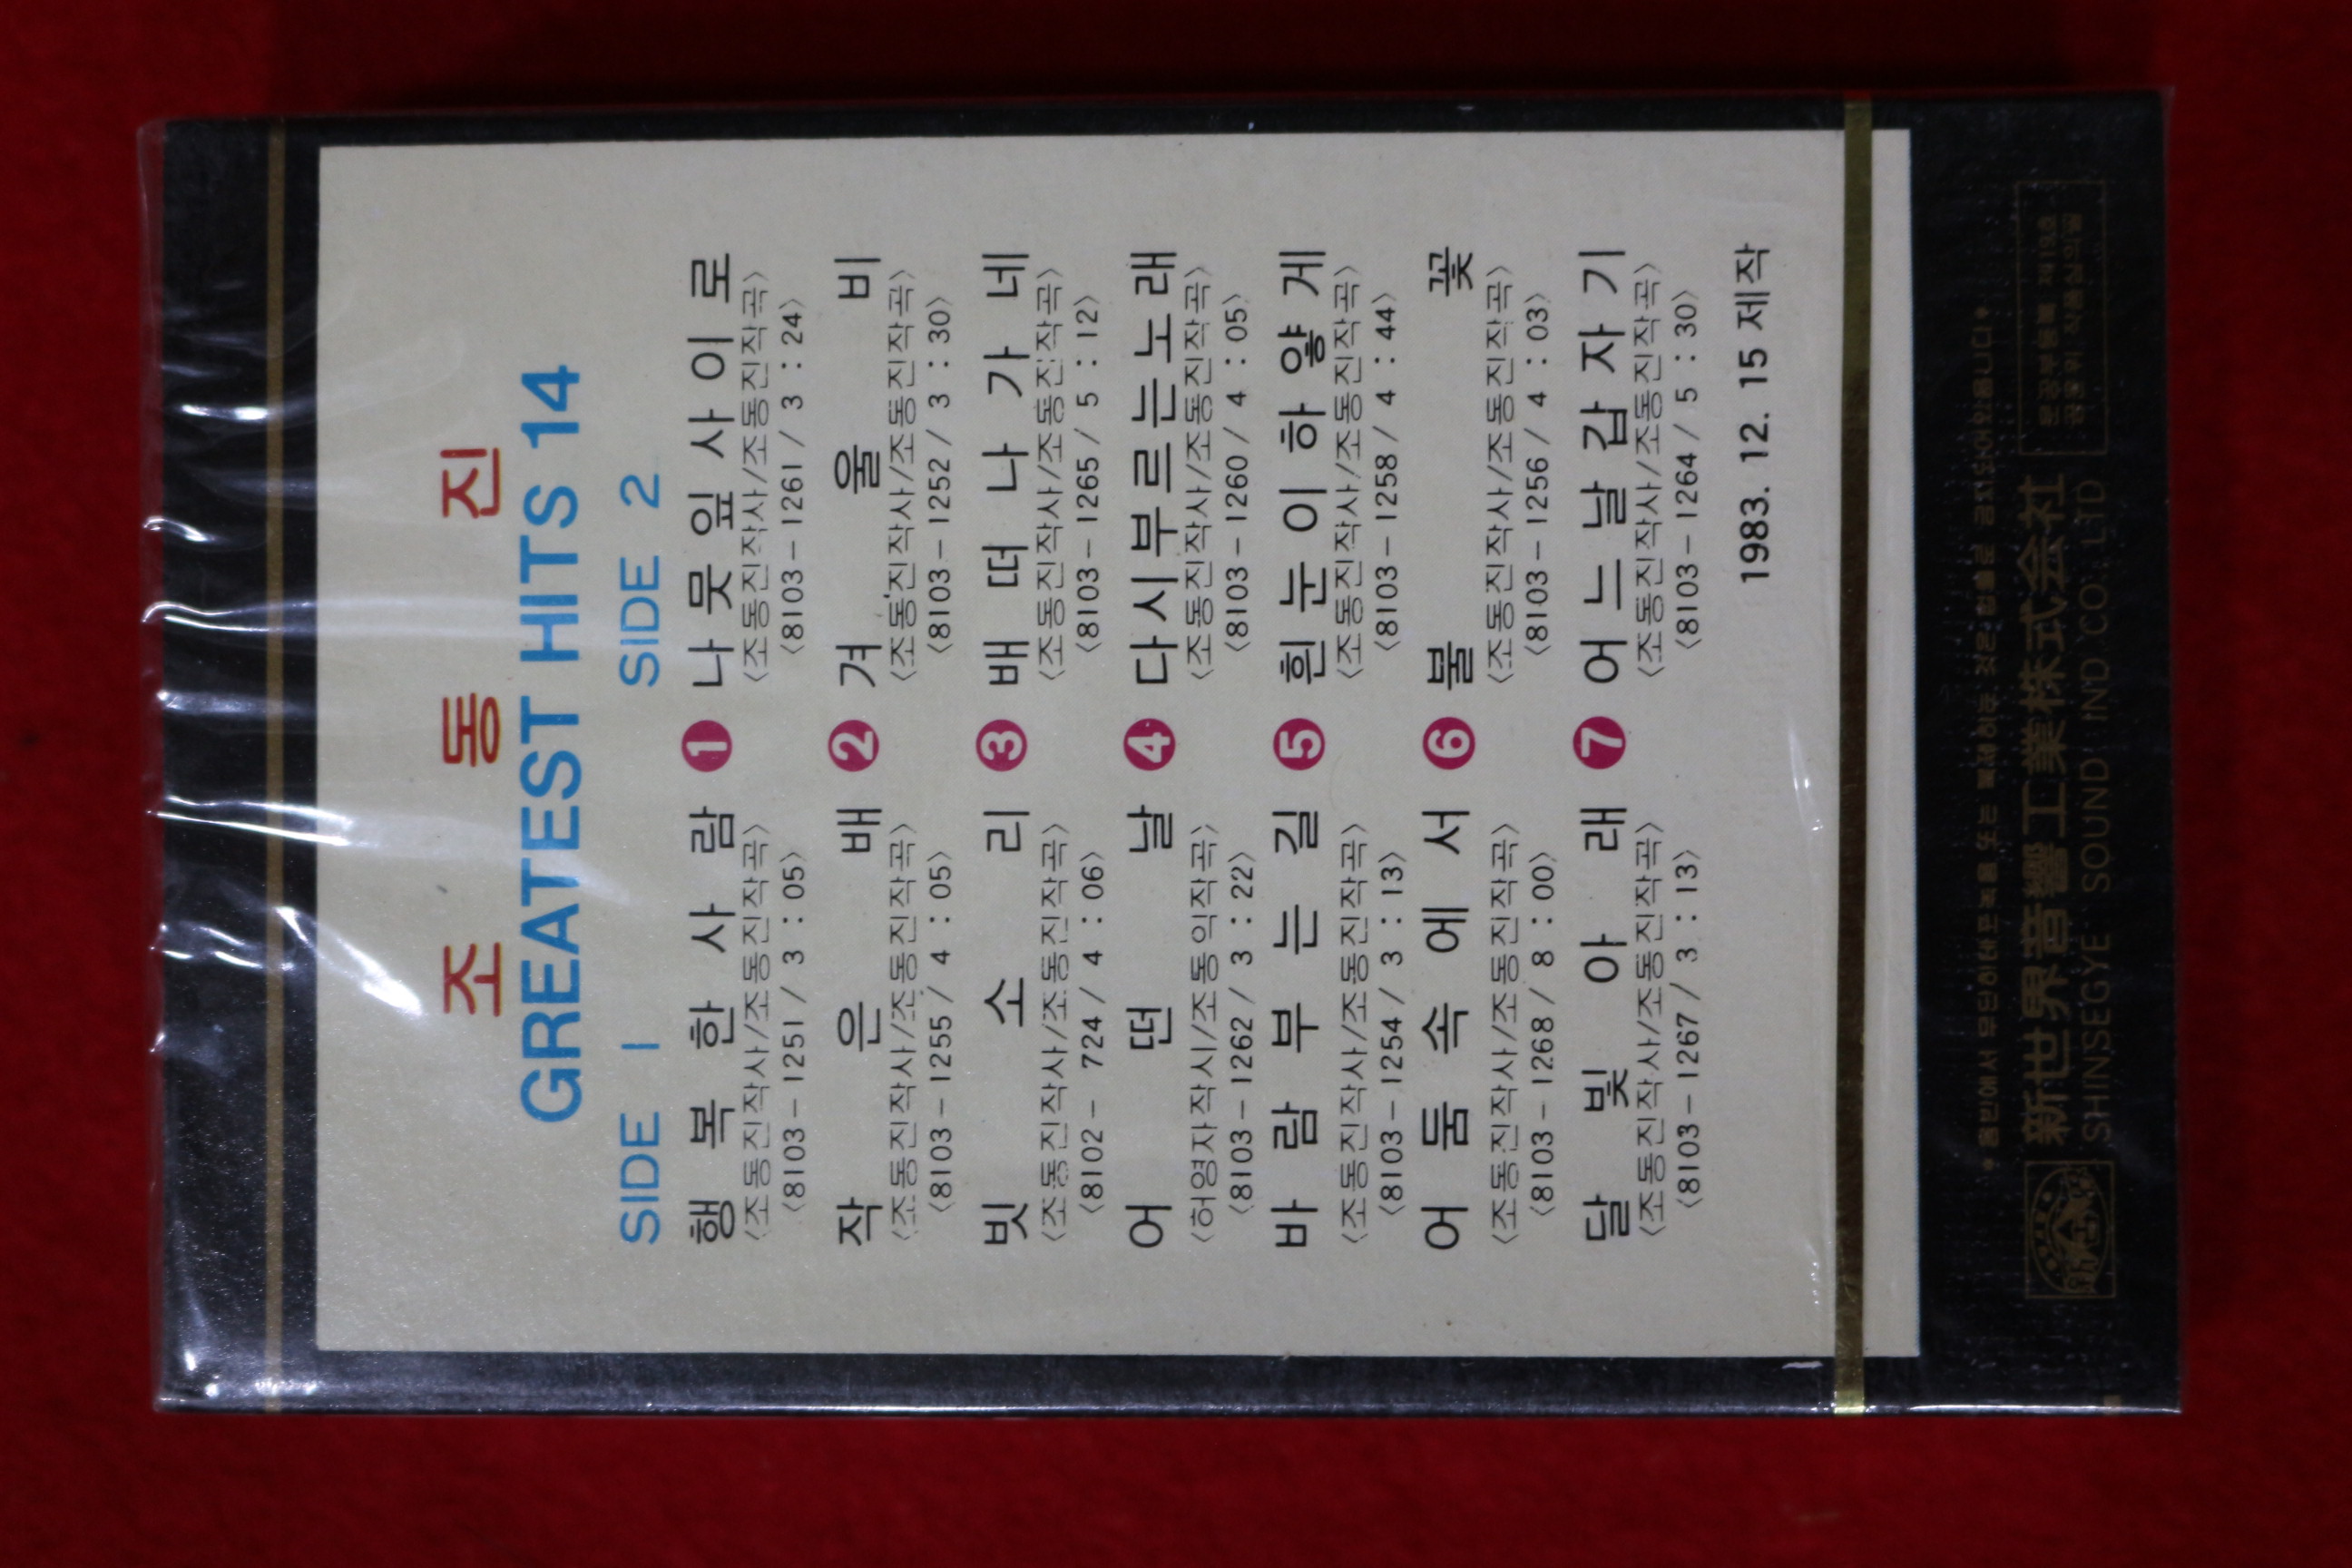 조 동 진
GREATEST HITS 14
SIDE 1
행 복 한 사 람
〈조동진작사/조동진작곡〉
〈8103-1251/3:05〉
작 은 배
〈조동진작사/조동진작곡〉
〈8103-1255/4:05〉
빗 소 리
〈조동진작사/조동진작곡〉
〈8102- 724/4:06〉
어 떤 날
〈허영자작시/조동익작곡〉
〈8103-1262/3:22〉
바 람 부 는 길
〈조동진작사/조동진작곡〉
〈8103-1254/3:13〉
어 둠 속 에 서
〈조동진작사/조동진작곡〉
〈8103-1268/8:00〉
달 빛 아 래
〈조동진작사/조동진작곡〉
〈8103-1267/3:13〉
1
2
3
4
5
6
7
SIDE 2
나 뭇 잎 사 이 로
〈조동진작사/조동진작곡〉
〈8103-1261/3:24〉
겨 울 비
〈조동진작사/조동진작곡〉
〈8103-1252/3:30〉
배 떠 나 가 네
〈조동진작사/조동진작곡〉
〈8103-1265/5:12〉
다시부르는노래
〈조동진작사/조동진작곡〉
〈8103-1260/4:05〉
흰 눈 이 하 얗 게
〈조동진작사/조동진작곡〉
〈8103-1258/4:44〉
불 꽃
〈조동진작사/조동진작곡〉
〈8103-1256/4:03〉
어 느 날 갑 자 기
〈조동진작사/조동진작곡〉
〈8103-1264/5:30〉
1983. 12. 15 제작
新世界音響工業株式会社
SHINSEGYE SOUND IND CO. LTD